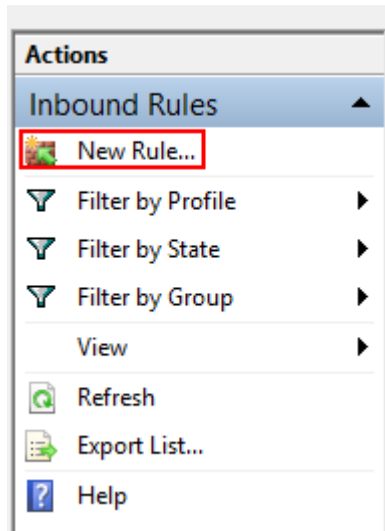 Actions
Inbound Rules
New Rule...
Filter by Profile
Filter by State
Filter by Group
View
Refresh
Export List...
Help